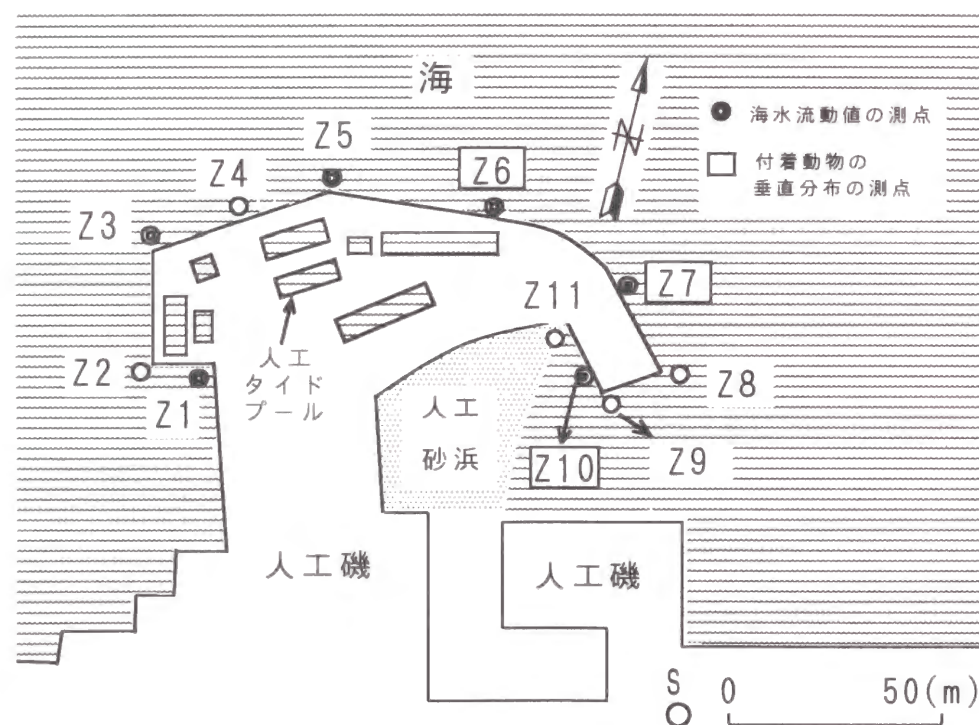 海
N
海水流動値の測点
付着動物の
垂直分布の測点
Z5
Z4
Z6
Z3
Z7
Z11
人工
タイド
プール
Z2
Z1
Z8
人工
砂浜
Z10
Z9
人工磯
人工磯
S
0 50(m)